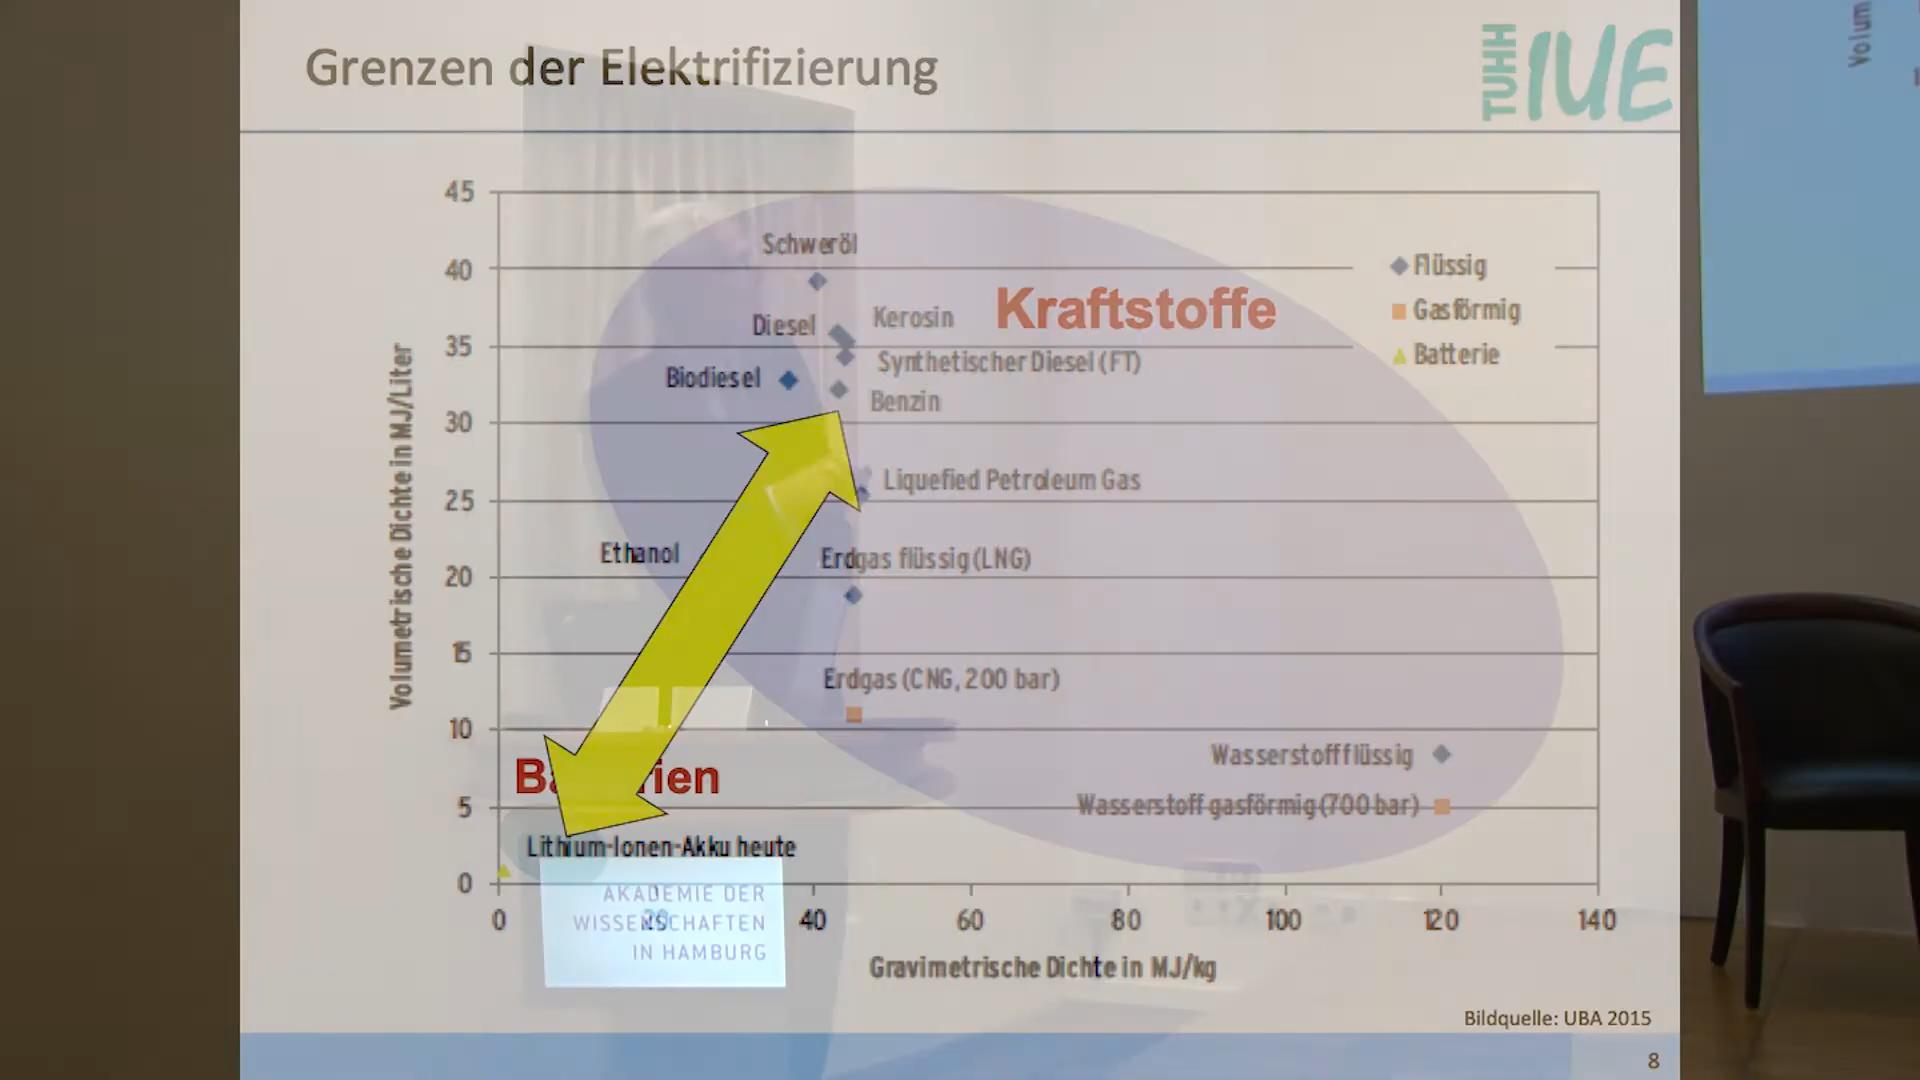 Grenzen der Elektrifizierung
TUHH
IUE
Volum
45
40
35
30
25
20
15
10
5
0
Volumetrische Dichte in MJ/Liter
Schweröl
Flüssig
Gasförmig
Batterie
Kerosin
Kraftstoffe
Diesel
Synthetischer Diesel (FT)
Biodiesel
Benzin
Liquefied Petroleum Gas
Ethanol
Erdgas flüssig (LNG)
Erdgas (CNG, 200 bar)
Wasserstoff flüssig
Wasserstoff gasförmig (700 bar)
Lithium-Ionen-Akku heute
AKADEMIE DER
WISSENSCHAFTEN
IN HAMBURG
0 20 40 60 80 100 120 140
Gravimetrische Dichte in MJ/kg
Bildquelle: UBA 2015
8